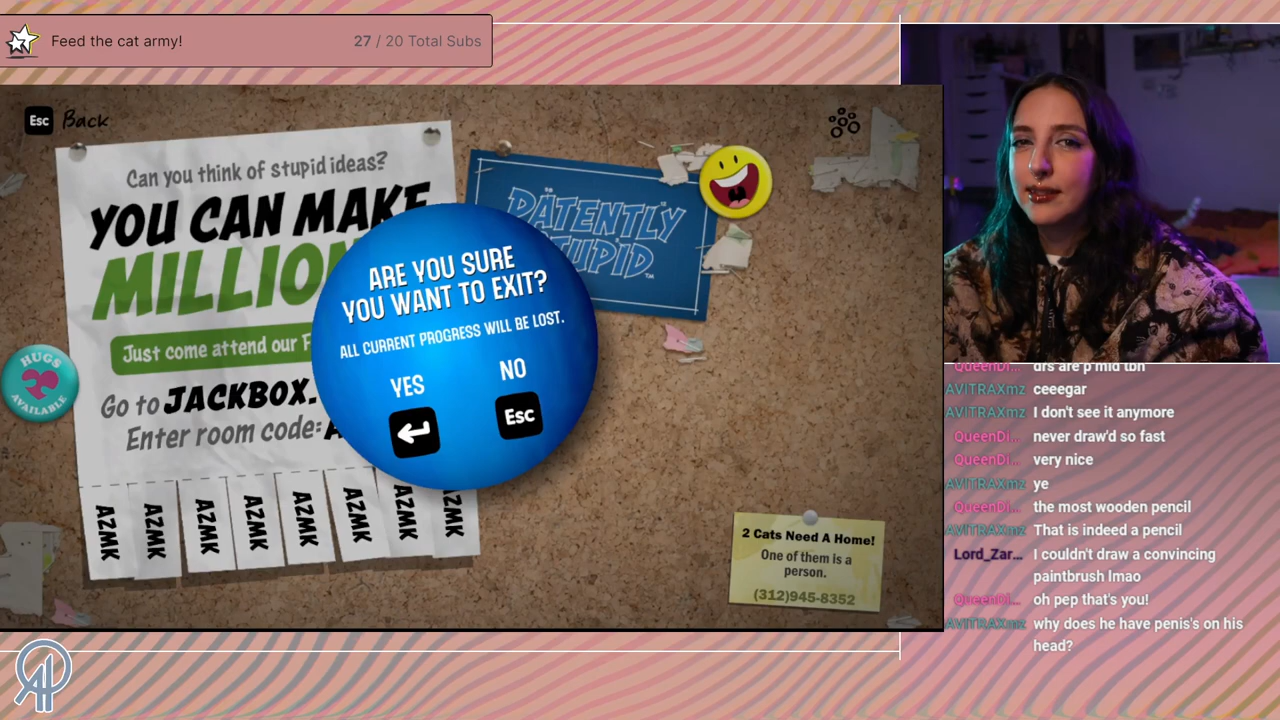 Feed the cat army!
27 / 20 Total Subs
Esc Back
Can you think of stupid ideas?
YOU CAN MAKE
MILLION
Just come attend our F
Go to JACKBOX.
Enter room code: A
AZMK AZMK AZMK AZMK AZMK AZMK AZMK AZMK
HUGS
AVAILABLE
PATENTLY
STUPID
TM
ARE YOU SURE
YOU WANT TO EXIT?
ALL CURRENT PROGRESS WILL BE LOST.
YES NO
Esc
2 Cats Need A Home!
One of them is a
person.
(312)945-8352
QueenDi... drs are p mid tbh
AVITRAXmz ceeegar
AVITRAXmz I don't see it anymore
QueenDi... never draw'd so fast
QueenDi... very nice
AVITRAXmz ye
QueenDi... the most wooden pencil
AVITRAXmz That is indeed a pencil
Lord_Zar... I couldn't draw a convincing
paintbrush lmao
QueenDi... oh pep that's you!
AVITRAXmz why does he have penis's on his
head?